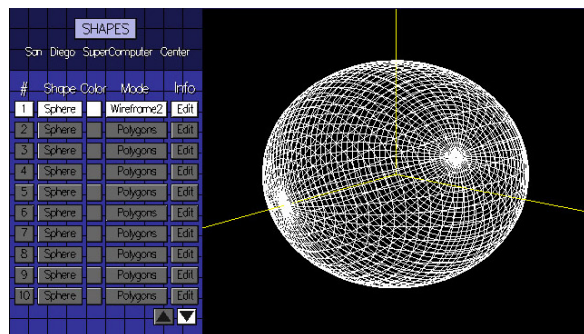 SHAPES
San Diego SuperComputer Center
# Shape Color Mode Info
1 Sphere Wireframe2 Edit
2 Sphere Polygons Edit
3 Sphere Polygons Edit
4 Sphere Polygons Edit
5 Sphere Polygons Edit
6 Sphere Polygons Edit
7 Sphere Polygons Edit
8 Sphere Polygons Edit
9 Sphere Polygons Edit
10 Sphere Polygons Edit